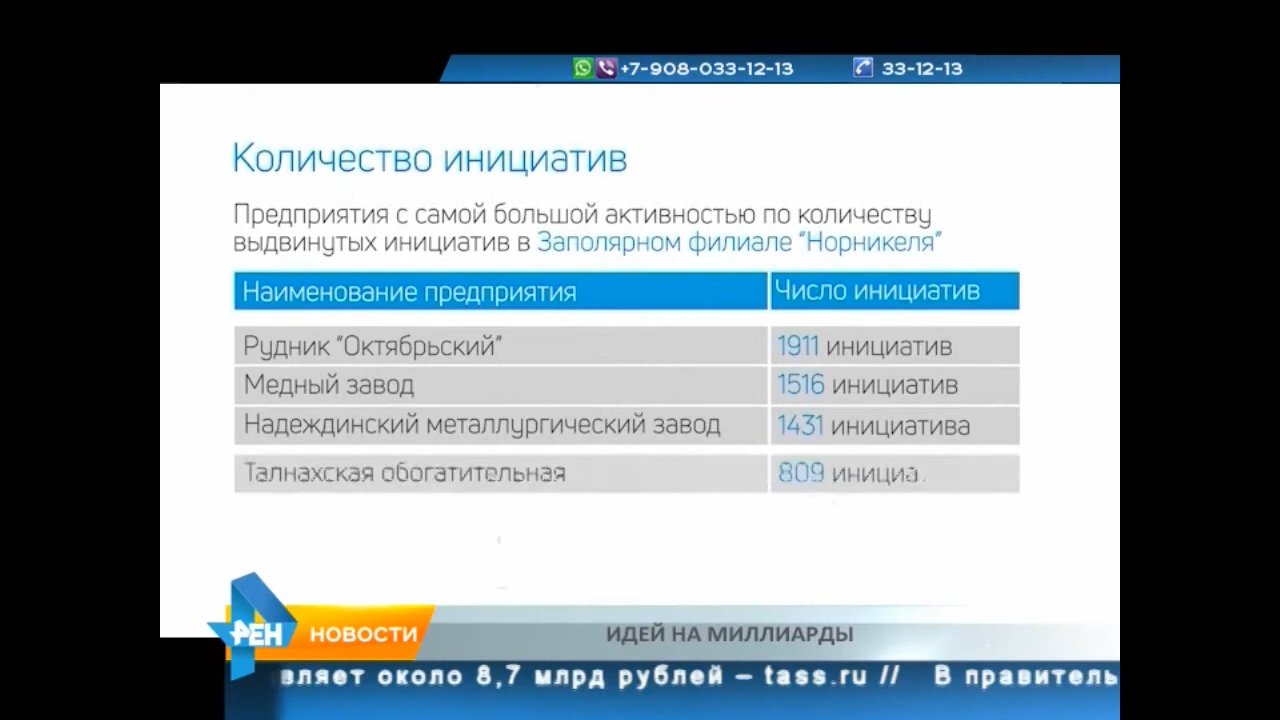 +7-908-033-12-13 33-12-13
Количество инициатив
Предприятия с самой большой активностью по количеству
выдвинутых инициатив в Заполярном филиале "Норникеля"
Наименование предприятия Число инициатив
Рудник "Октябрьский" 1911 инициатив
Медный завод 1516 инициатив
Надеждинский металлургический завод 1431 инициатива
Талнахская обогатительная 809
РЕН НОВОСТИ ИДЕЙ НА МИЛЛИАРДЫ
вляет около 8,7 млрд рублей – tass.ru // В правитель